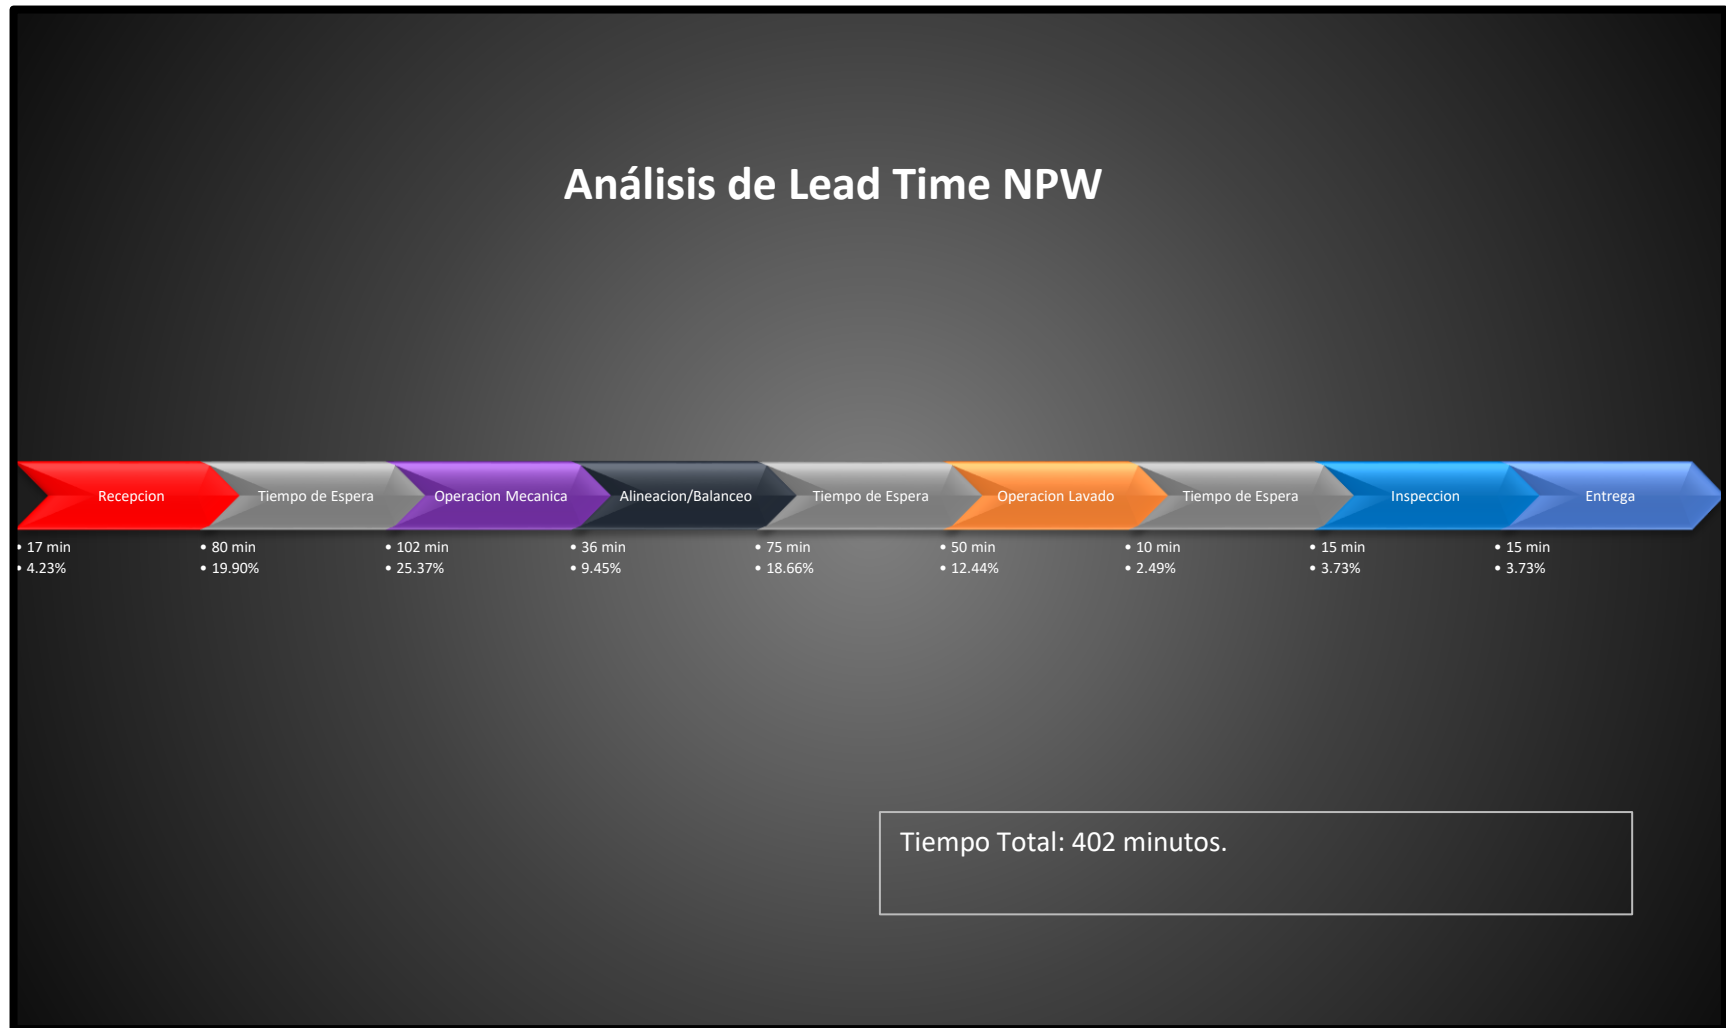 Análisis de Lead Time NPW
Recepcion
Tiempo de Espera
Operacion Mecanica
Alineacion/Balanceo
Tiempo de Espera
Operacion Lavado
Tiempo de Espera
Inspeccion
Entrega
• 17 min
• 4.23%
• 80 min
• 19.90%
• 102 min
• 25.37%
• 36 min
• 9.45%
• 75 min
• 18.66%
• 50 min
• 12.44%
• 10 min
• 2.49%
• 15 min
• 3.73%
• 15 min
• 3.73%
Tiempo Total: 402 minutos.